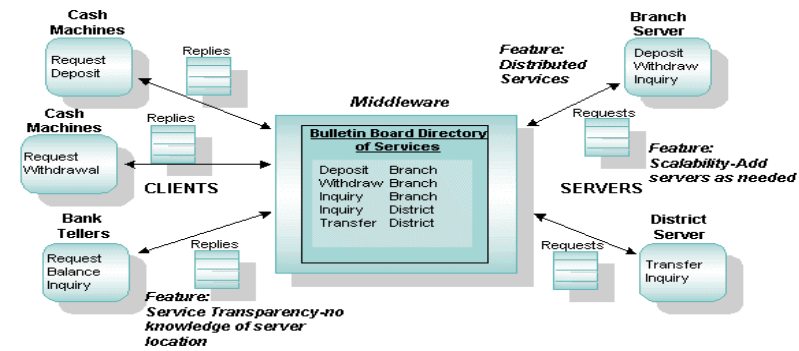 Cash
Machines
Request
Deposit
Replies
Cash
Machines
Request
Withdrawal
Replies
CLIENTS
Bank
Tellers
Request
Balance
Inquiry
Replies
Feature:
Service Transparency-no
knowledge of server
location
Middleware
Bulletin Board Directory
of Services
Deposit Branch
Withdraw Branch
Inquiry Branch
Inquiry District
Transfer District
Feature:
Distributed
Services
Branch
Server
Deposit
Withdraw
Inquiry
Requests
Feature:
Scalability-Add
servers as needed
SERVERS
District
Server
Requests
Transfer
Inquiry